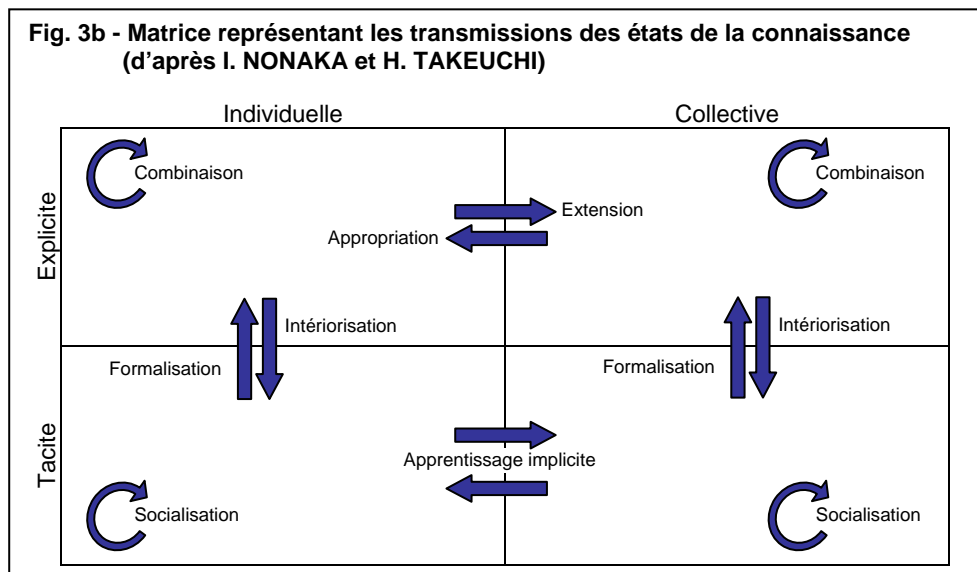 Fig. 3b - Matrice représentant les transmissions des états de la connaissance
(d'après I. NONAKA et H. TAKEUCHI)
Individuelle
Collective
Explicite
Combinaison
Combinaison
Extension
Appropriation
Intériorisation
Intériorisation
Formalisation
Formalisation
Tacite
Apprentissage implicite
Socialisation
Socialisation